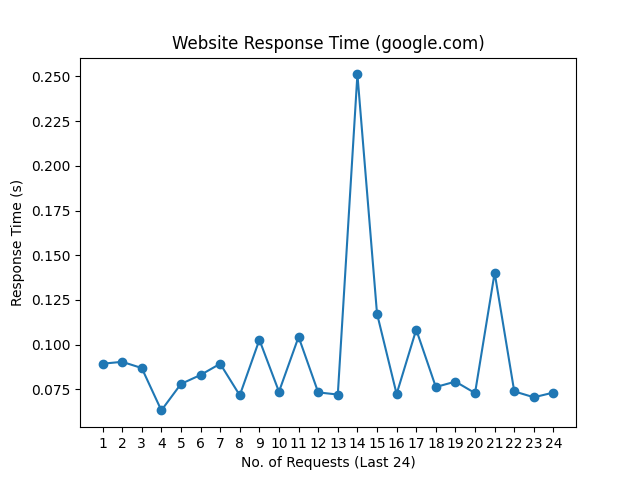 Website Response Time (google.com)
0.250
0.225
0.200
0.175
0.150
0.125
0.100
0.075
Response Time (s)
1 2 3 4 5 6 7 8 9 10 11 12 13 14 15 16 17 18 19 20 21 22 23 24
No. of Requests (Last 24)